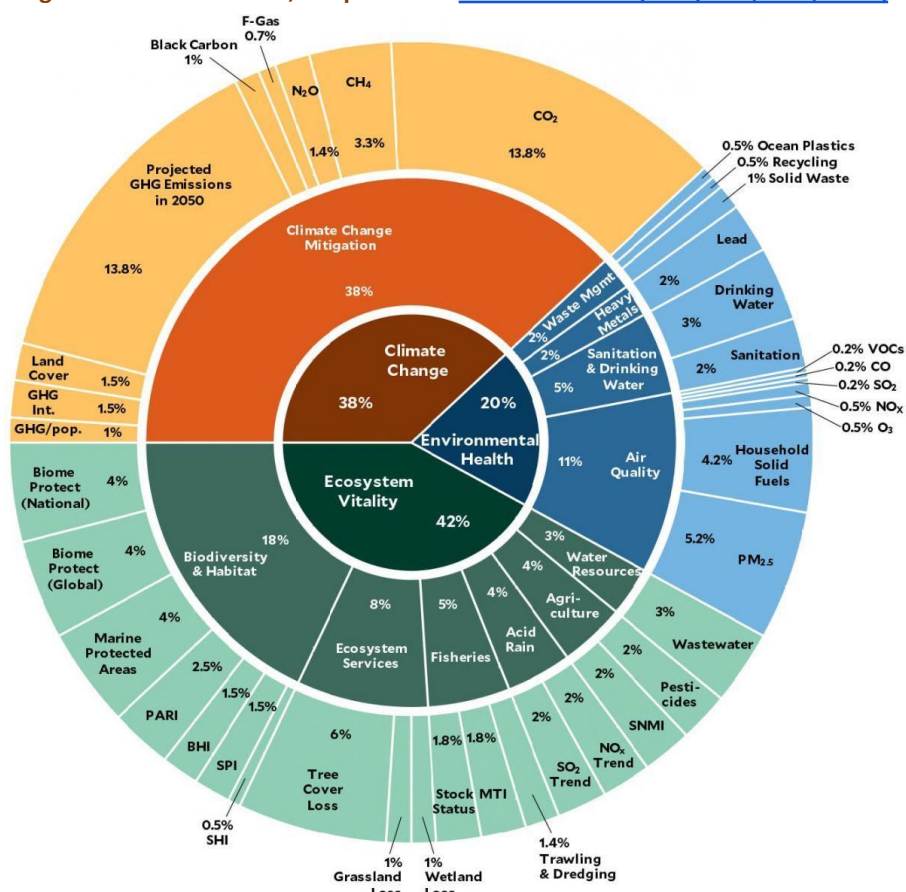 F-Gas
0.7%
Black Carbon
1%
N₂O
1.4%
CH₄
3.3%
CO₂
13.8%
Projected
GHG Emissions
in 2050
13.8%
Land
Cover
1.5%
GHG
Int.
1.5%
GHG/pop.
1%
Climate Change
Mitigation
38%
Climate
Change
38%
20%
Environmental
Health
Ecosystem
Vitality
42%
0.5% Ocean Plastics
0.5% Recycling
1% Solid Waste
Lead
2%
Drinking
Water
3%
Sanitation
2%
0.2% VOCs
0.2% CO
0.2% SO₂
0.5% NOₓ
0.5% O₃
4.2% Household
Solid
Fuels
5.2%
PM₂.₅
Waste Mgmt
2%
Heavy
Metals
2%
Sanitation
& Drinking
Water
5%
11%
Air
Quality
3%
Water
Resources
4%
Agri-
culture
4%
Acid
Rain
5%
Fisheries
8%
Ecosystem
Services
18%
Biodiversity
& Habitat
Biome
Protect
(National)
4%
Biome
Protect
(Global)
4%
Marine
Protected
Areas
4%
2.5%
PARI
1.5%
BHI
1.5%
SPI
0.5%
SHI
6%
Tree
Cover
Loss
1%
Grassland
1%
Wetland
1.8%
Stock
Status
1.8%
MTI
1.4%
Trawling
& Dredging
2%
SO₂
Trend
2%
NOₓ
Trend
2%
SNMI
2%
Pesti-
cides
3%
Wastewater